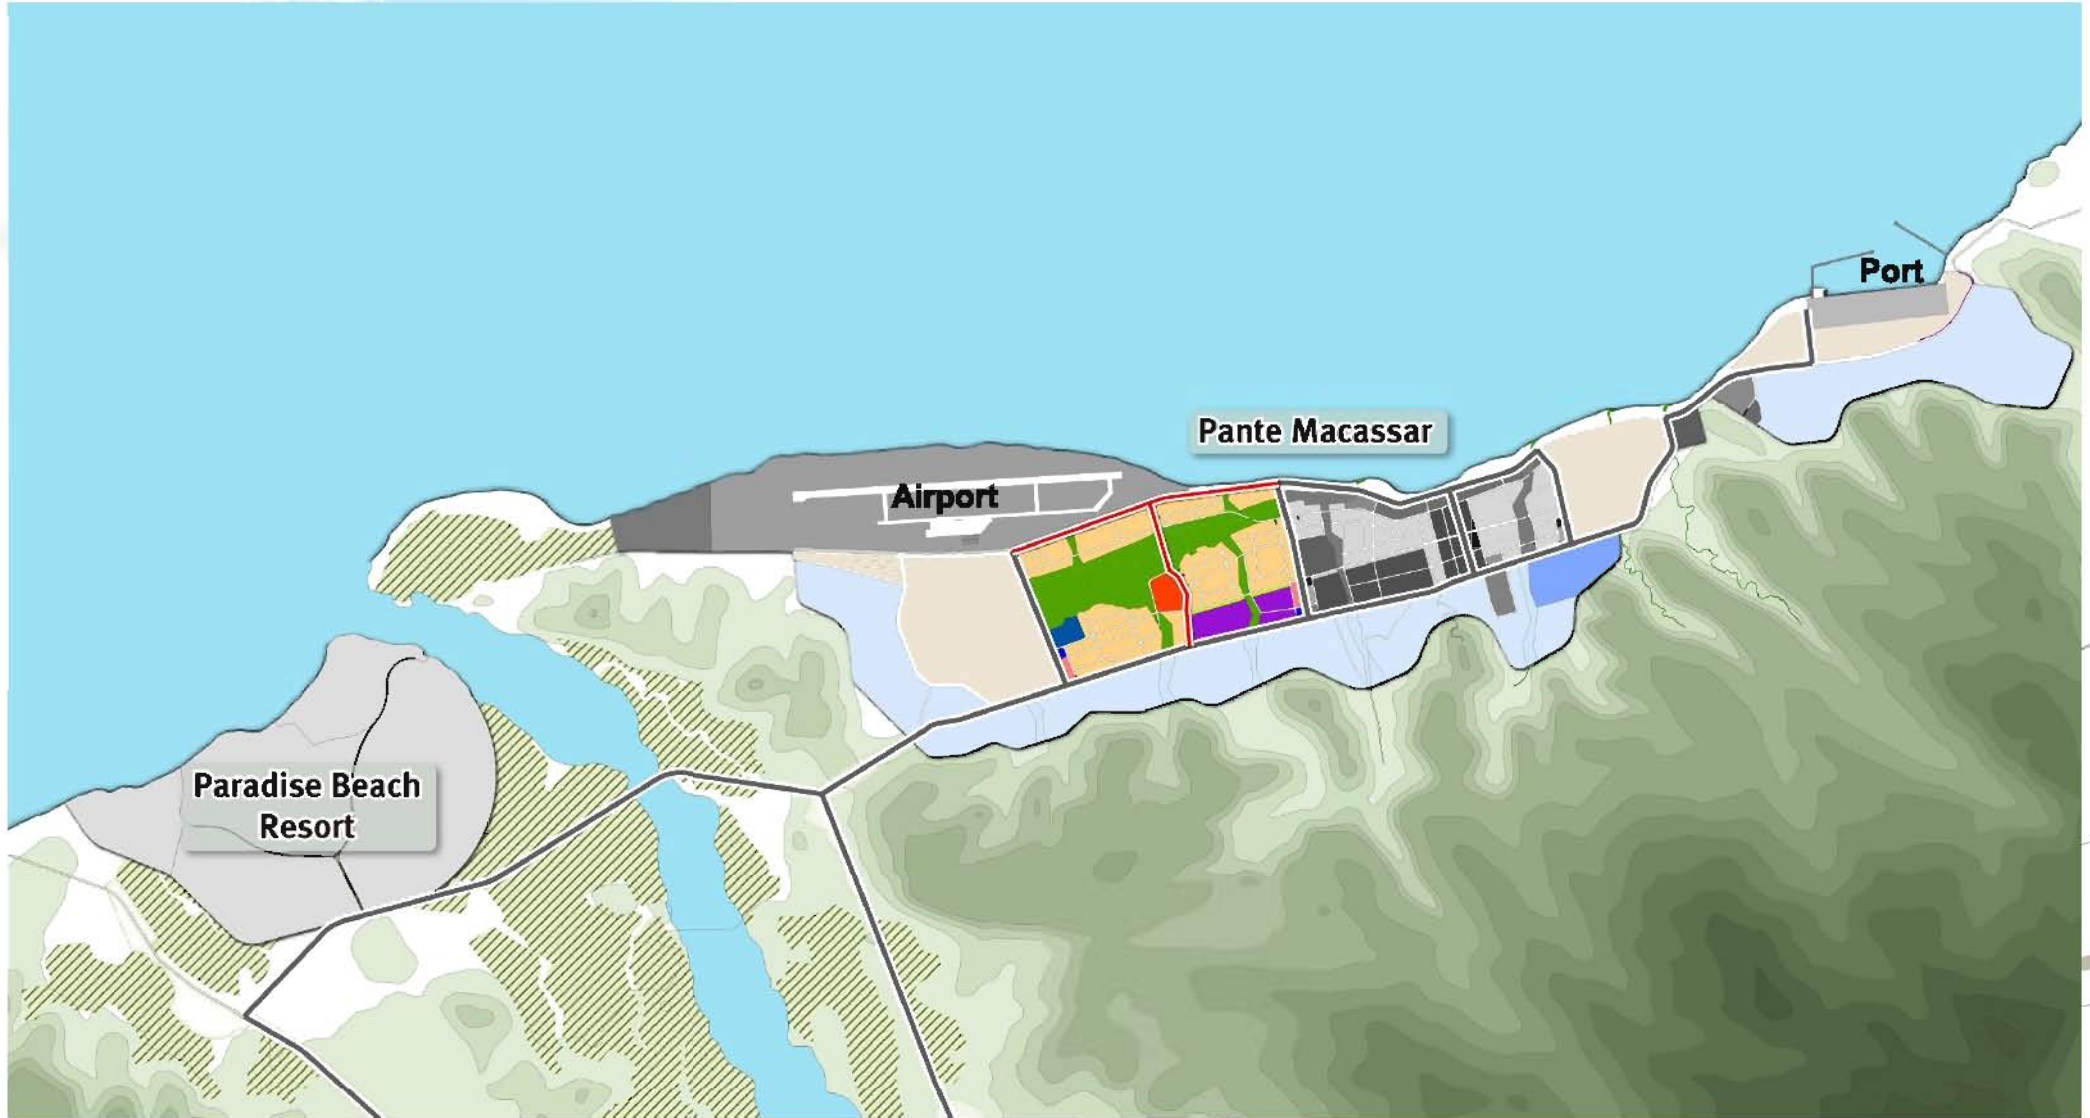 Port
Pante Macassar
Airport
Paradise Beach
Resort